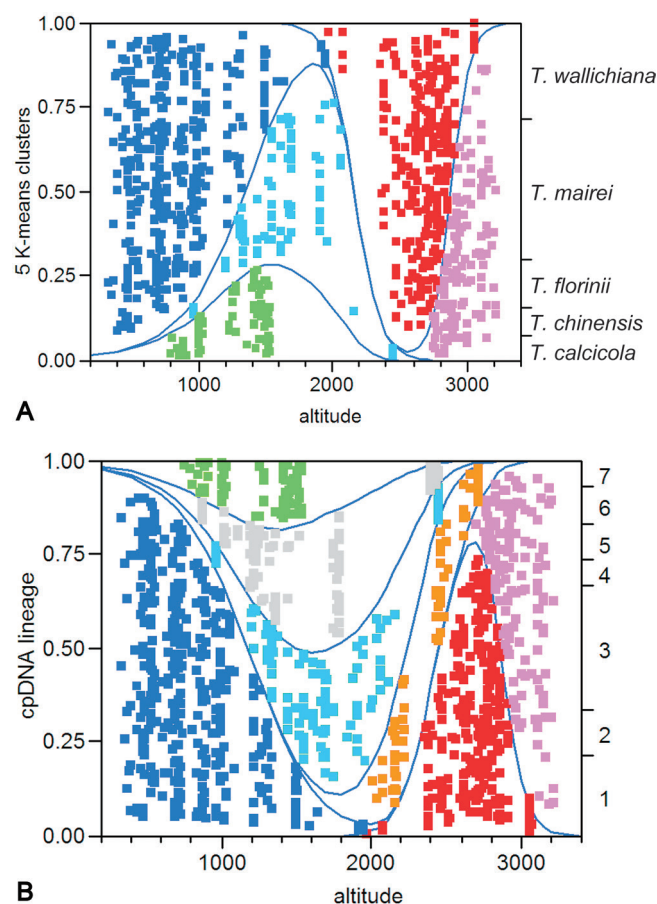 1.00
0.75
0.50
0.25
0.00
5 K-means clusters
T. wallichiana
T. mairei
T. florinii
T. chinensis
T. calcicola
1000 2000 3000
altitude
A
1.00
0.75
0.50
0.25
0.00
cpDNA lineage
7
6
5
4
3
2
1
1000 2000 3000
altitude
B